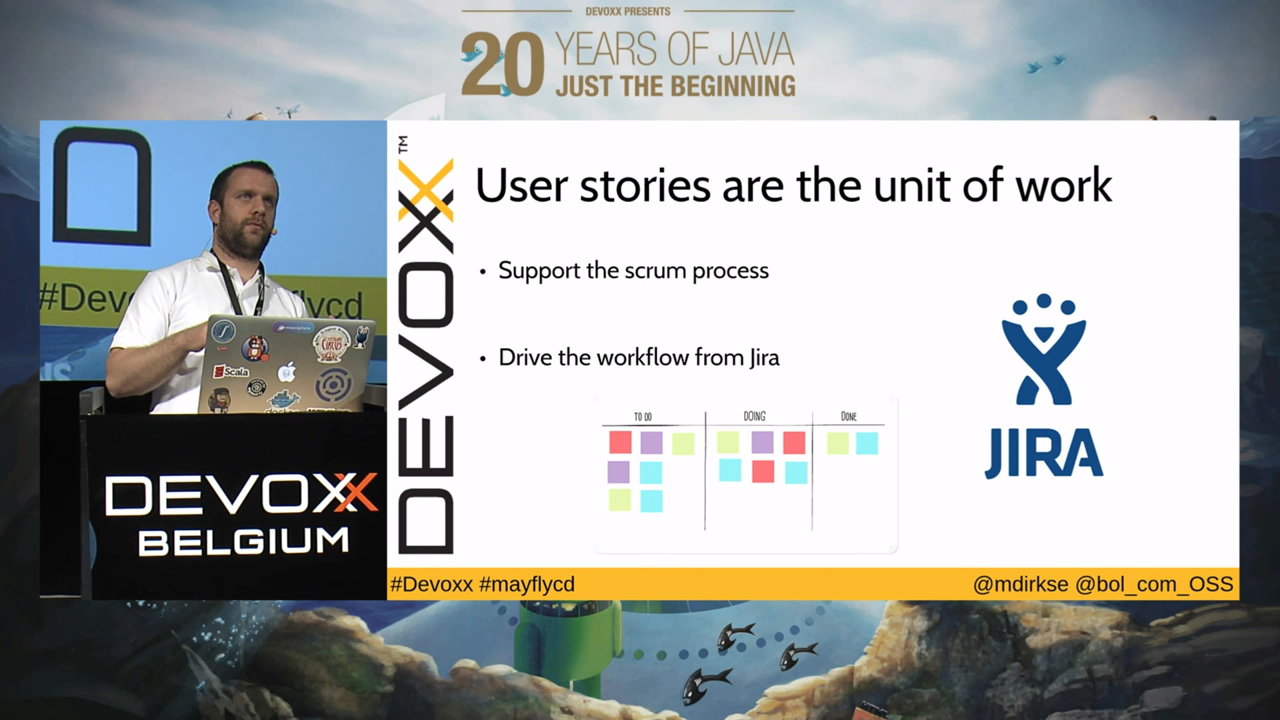 DEVOXX PRESENTS
20 YEARS OF JAVA
JUST THE BEGINNING
#Dev
flycd
Scala
DEVOXX
BELGIUM
DEVOXX™
User stories are the unit of work
• Support the scrum process
• Drive the workflow from Jira
TO DO
DOING
DONE
JIRA
#Devoxx #mayflycd
@mdirkse @bol_com_OSS